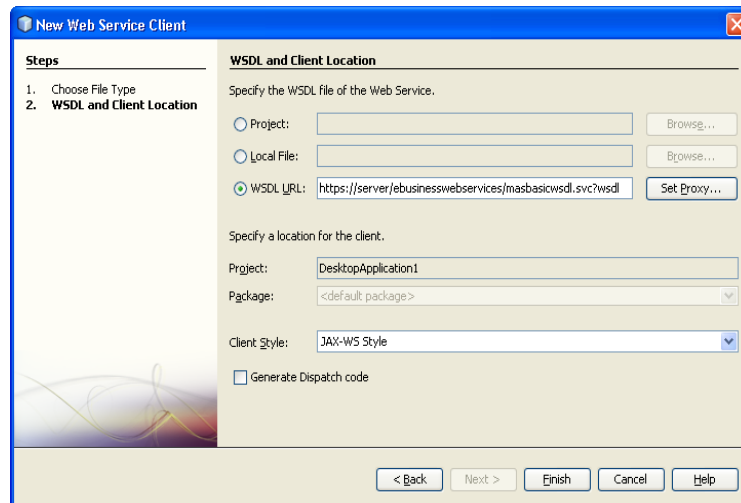 New Web Service Client
Steps
1. Choose File Type
2. WSDL and Client Location
WSDL and Client Location
Specify the WSDL file of the Web Service.
Project: Browse...
Local File: Browse...
WSDL URL: https://server/ebusinesswebservices/masbasicwsdl.svc?wsdl Set Proxy...
Specify a location for the client.
Project: DesktopApplication1
Package: <default package>
Client Style: JAX-WS Style
Generate Dispatch code
< Back Next > Finish Cancel Help